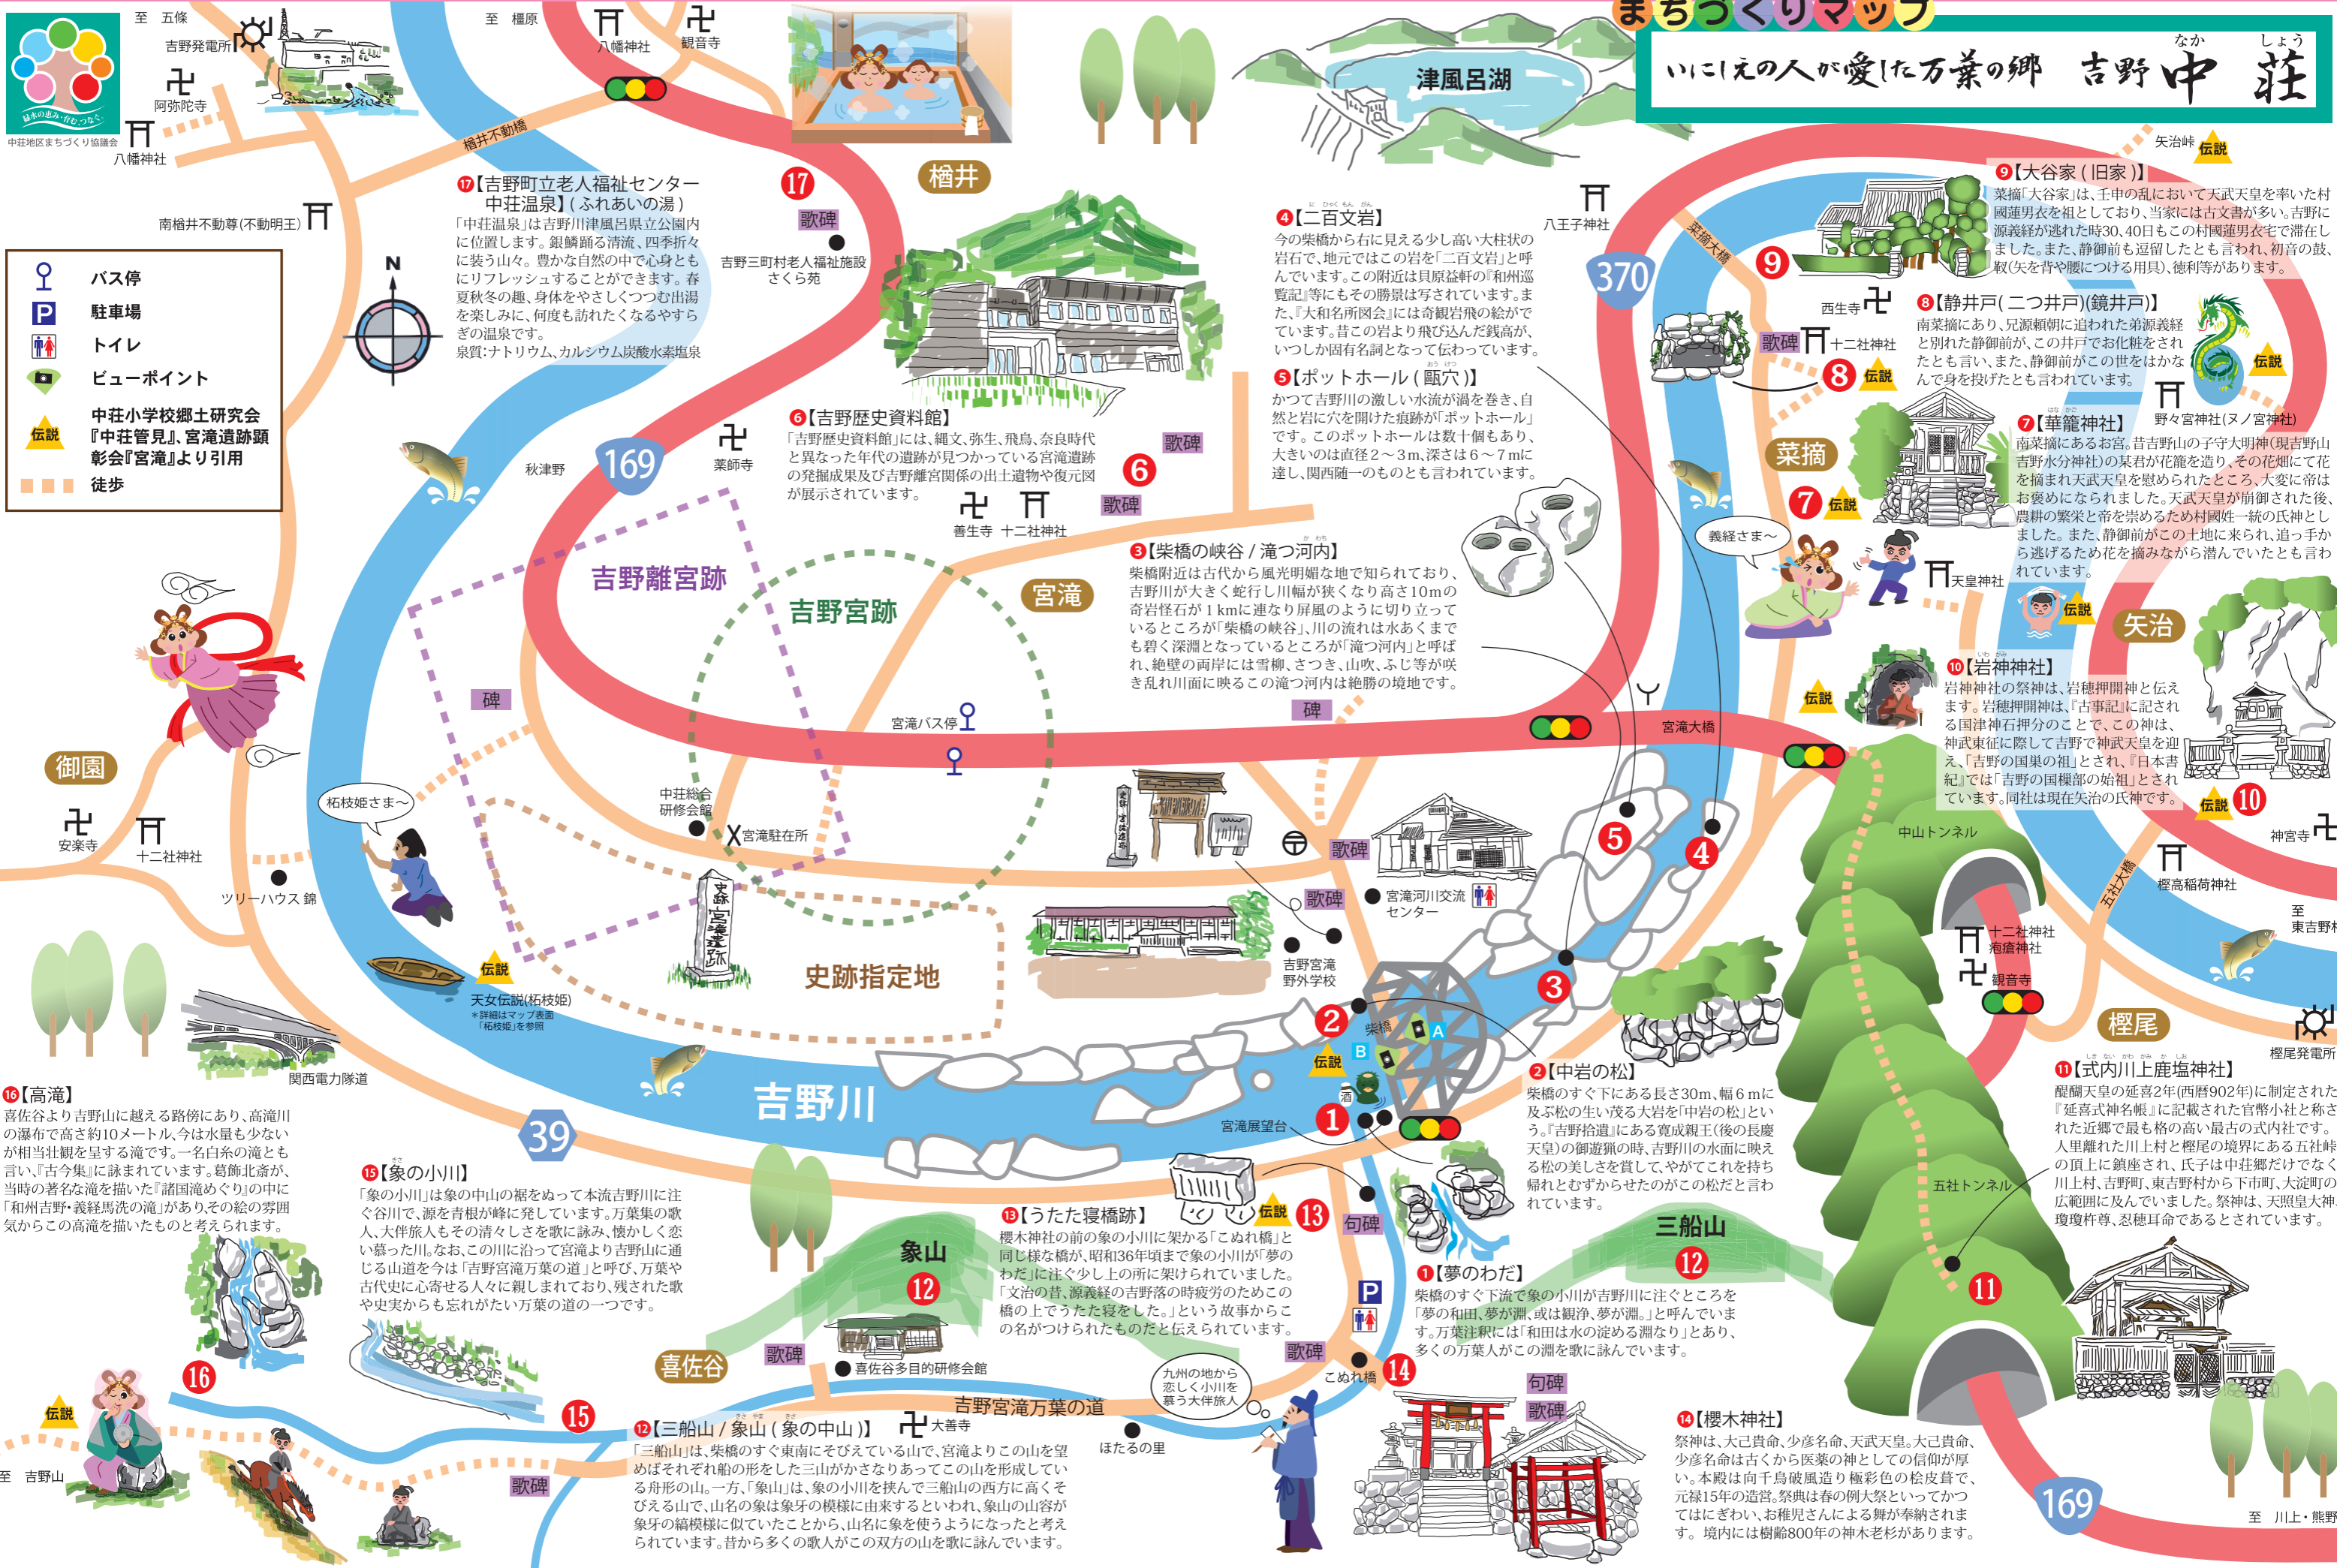 まちづくりマップ
いにしえの人が愛した万葉の郷 吉野 中荘
なか しょう
緑水の恵み・育む、つなぐ。
中荘地区まちづくり協議会
至 五條
吉野発電所
阿弥陀寺
八幡神社
南楢井不動尊(不動明王)
至 橿原
八幡神社
観音寺
楢井不動橋
バス停
P 駐車場
トイレ
ビューポイント
伝説 中荘小学校郷土研究会
『中荘管見』、宮滝遺跡顕
彰会『宮滝』より引用
徒歩
N
⓱【吉野町立老人福祉センター
中荘温泉】(ふれあいの湯)
「中荘温泉」は吉野川津風呂県立公園内
に位置します。銀鱗踊る清流、四季折々
に装う山々。豊かな自然の中で心身とも
にリフレッシュすることができます。春
夏秋冬の趣、身体をやさしくつつむ出湯
を楽しみに、何度も訪れたくなるやすら
ぎの温泉です。
泉質:ナトリウム、カルシウム炭酸水素塩泉
17
歌碑
吉野三町村老人福祉施設
さくら苑
楢井
津風呂湖
❹【二百文岩】
に ひゃく もん がん
今の柴橋から右に見える少し高い大柱状の
岩石で、地元ではこの岩を「二百文岩」と呼
んでいます。この附近は貝原益軒の『和州巡
覧記』等にもその勝景は写されています。ま
た、『大和名所図会』には奇観岩飛の絵がで
ています。昔この岩より飛び込んだ銭高が、
いつしか固有名詞となって伝わっています。
❺【ポットホール(甌穴)】
おう けつ
かつて吉野川の激しい水流が渦を巻き、自
然と岩に穴を開けた痕跡が「ポットホール」
です。このポットホールは数十個もあり、
大きいのは直径2〜3m、深さは6〜7mに
達し、関西随一のものとも言われています。
八王子神社
370
菜摘大橋
矢治峠
伝説
❾【大谷家(旧家)】
菜摘「大谷家」は、壬申の乱において天武天皇を率いた村
國蓮男衣を祖としており、当家には古文書が多い。吉野に
源義経が逃れた時30、40日もこの村國蓮男衣宅で滞在し
ました。また、静御前も逗留したとも言われ、初音の鼓、
靫(矢を背や腰につける用具)、徳利等があります。
9
西生寺
歌碑
十二社神社
8
伝説
❽【静井戸(二つ井戸)(鏡井戸)】
南菜摘にあり、兄源頼朝に追われた弟源義経
と別れた静御前が、この井戸でお化粧をされ
たとも言い、また、静御前がこの世をはかな
んで身を投げたとも言われています。
伝説
野々宮神社(ヌノ宮神社)
菜摘
7
伝説
❼【華籠神社】
はな かご
南菜摘にあるお宮。昔吉野山の子守大明神(現吉野山
吉野水分神社)の某君が花籠を造り、その花畑にて花
を摘まれ天武天皇を慰められたところ、大変に帝は
お褒めになられました。天武天皇が崩御された後、
農耕の繁栄と帝を崇めるため村國姓一統の氏神とし
ました。また、静御前がこの土地に来られ、追っ手か
ら逃げるため花を摘みながら潜んでいたとも言わ
れています。
義経さま〜
天皇神社
伝説
矢治
❻【吉野歴史資料館】
「吉野歴史資料館」には、縄文、弥生、飛鳥、奈良時代
と異なった年代の遺跡が見つかっている宮滝遺跡
の発掘成果及び吉野離宮関係の出土遺物や復元図
が展示されています。
6
歌碑
歌碑
善生寺
十二社神社
秋津野
169
薬師寺
吉野離宮跡
吉野宮跡
宮滝
碑
❸【柴橋の峡谷/滝つ河内】
か わち
柴橋附近は古代から風光明媚な地で知られており、
吉野川が大きく蛇行し川幅が狭くなり高さ10mの
奇岩怪石が1kmに連なり屏風のように切り立って
いるところが「柴橋の峡谷」、川の流れは水あくまで
も碧く深淵となっているところが「滝つ河内」と呼ば
れ、絶壁の両岸には雪柳、さつき、山吹、ふじ等が咲
き乱れ川面に映るこの滝つ河内は絶勝の境地です。
碑
宮滝バス停
宮滝大橋
伝説
❿【岩神神社】
いわ がみ
岩神神社の祭神は、岩穂押開神と伝え
ます。岩穂押開神は、『古事記』に記され
る国津神石押分のことで、この神は、
神武東征に際して吉野で神武天皇を迎
え、「吉野の国巣の祖」とされ、『日本書
紀』では「吉野の国樔部の始祖」とされ
ています。同社は現在矢治の氏神です。
伝説
10
神宮寺
御園
安楽寺
十二社神社
ツリーハウス 錦
柘枝姫さま〜
伝説
天女伝説(柘枝姫)
*詳細はマップ表面
「柘枝姫」を参照
中荘総合
研修会館
宮滝駐在所
史跡・宮滝遺跡
史跡指定地
歌碑
歌碑
宮滝河川交流
センター
吉野宮滝
野外学校
5
4
3
2
柴橋
A
B
伝説
酒
1
宮滝展望台
中山トンネル
十二社神社
疱瘡神社
観音寺
五社大橋
樫高稲荷神社
至
東吉野村
樫尾
樫尾発電所
吉野川
39
関西電力隊道
⓰【高滝】
喜佐谷より吉野山に越える路傍にあり、高滝川
の瀑布で高さ約10メートル、今は水量も少ない
が相当壮観を呈する滝です。一名白糸の滝とも
言い、『古今集』に詠まれています。葛飾北斎が、
当時の著名な滝を描いた『諸国滝めぐり』の中に
「和州吉野・義経馬洗の滝」があり、その絵の雰囲
気からこの高滝を描いたものと考えられます。
16
伝説
至 吉野山
⓯【象の小川】
きさ
「象の小川」は象の中山の裾をぬって本流吉野川に注
ぐ谷川で、源を青根が峰に発しています。万葉集の歌
人、大伴旅人もその清々しさを歌に詠み、懐かしく恋
い慕った川。なお、この川に沿って宮滝より吉野山に通
じる山道を今は「吉野宮滝万葉の道」と呼び、万葉や
古代史に心寄せる人々に親しまれており、残された歌
や史実からも忘れがたい万葉の道の一つです。
15
歌碑
喜佐谷
歌碑
象山
12
喜佐谷多目的研修会館
吉野宮滝万葉の道
大善寺
ほたるの里
⓬【三船山/象山(象の中山)】
きさ やま きさ
「三船山」は、柴橋のすぐ東南にそびえている山で、宮滝よりこの山を望
めばそれぞれ船の形をした三山がかさなりあってこの山を形成してい
る舟形の山。一方、「象山」は、象の小川を挟んで三船山の西方に高くそ
びえる山で、山名の象は象牙の模様に由来するといわれ、象山の山容が
象牙の縞模様に似ていたことから、山名に象を使うようになったと考え
られています。昔から多くの歌人がこの双方の山を歌に詠んでいます。
⓭【うたた寝橋跡】
櫻木神社の前の象の小川に架かる「こぬれ橋」と
同じ様な橋が、昭和36年頃まで象の小川が「夢の
わだ」に注ぐ少し上の所に架けられていました。
「文治の昔、源義経の吉野落の時疲労のためこの
橋の上でうたた寝をした。」という故事からこ
の名がつけられたものだと伝えられています。
伝説
13
句碑
P
歌碑
こぬれ橋
14
九州の地から
恋しく小川を
慕う大伴旅人
❷【中岩の松】
柴橋のすぐ下にある長さ30m、幅6mに
及ぶ松の生い茂る大岩を「中岩の松」とい
う。『吉野拾遺』にある寛成親王(後の長慶
天皇)の御遊猟の時、吉野川の水面に映え
る松の美しさを賞して、やがてこれを持ち
帰れとむずからせたのがこの松だと言わ
れています。
❶【夢のわだ】
柴橋のすぐ下流で象の小川が吉野川に注ぐところを
「夢の和田、夢が淵、或は観浄、夢が淵。」と呼んでいま
す。万葉注釈には「和田は水の淀める淵なり」とあり、
多くの万葉人がこの淵を歌に詠んでいます。
三船山
12
句碑
歌碑
⓮【櫻木神社】
祭神は、大己貴命、少彦名命、天武天皇。大己貴命、
少彦名命は古くから医薬の神としての信仰が厚
い。本殿は向千鳥破風造り極彩色の桧皮葺で、
元禄15年の造営。祭典は春の例大祭といってかつ
てはにぎわい、お稚児さんによる舞が奉納されま
す。境内には樹齢800年の神木老杉があります。
五社トンネル
11
⓫【式内川上鹿塩神社】
しき ない かわ かみ か しお
醍醐天皇の延喜2年(西暦902年)に制定された
『延喜式神名帳』に記載された官幣小社と称さ
れた近郷で最も格の高い最古の式内社です。
人里離れた川上村と樫尾の境界にある五社峠
の頂上に鎮座され、氏子は中荘郷だけでなく
川上村、吉野町、東吉野村から下市町、大淀町の
広範囲に及んでいました。祭神は、天照皇大神、
瓊瓊杵尊、忍穂耳命であるとされています。
169
至 川上・熊野